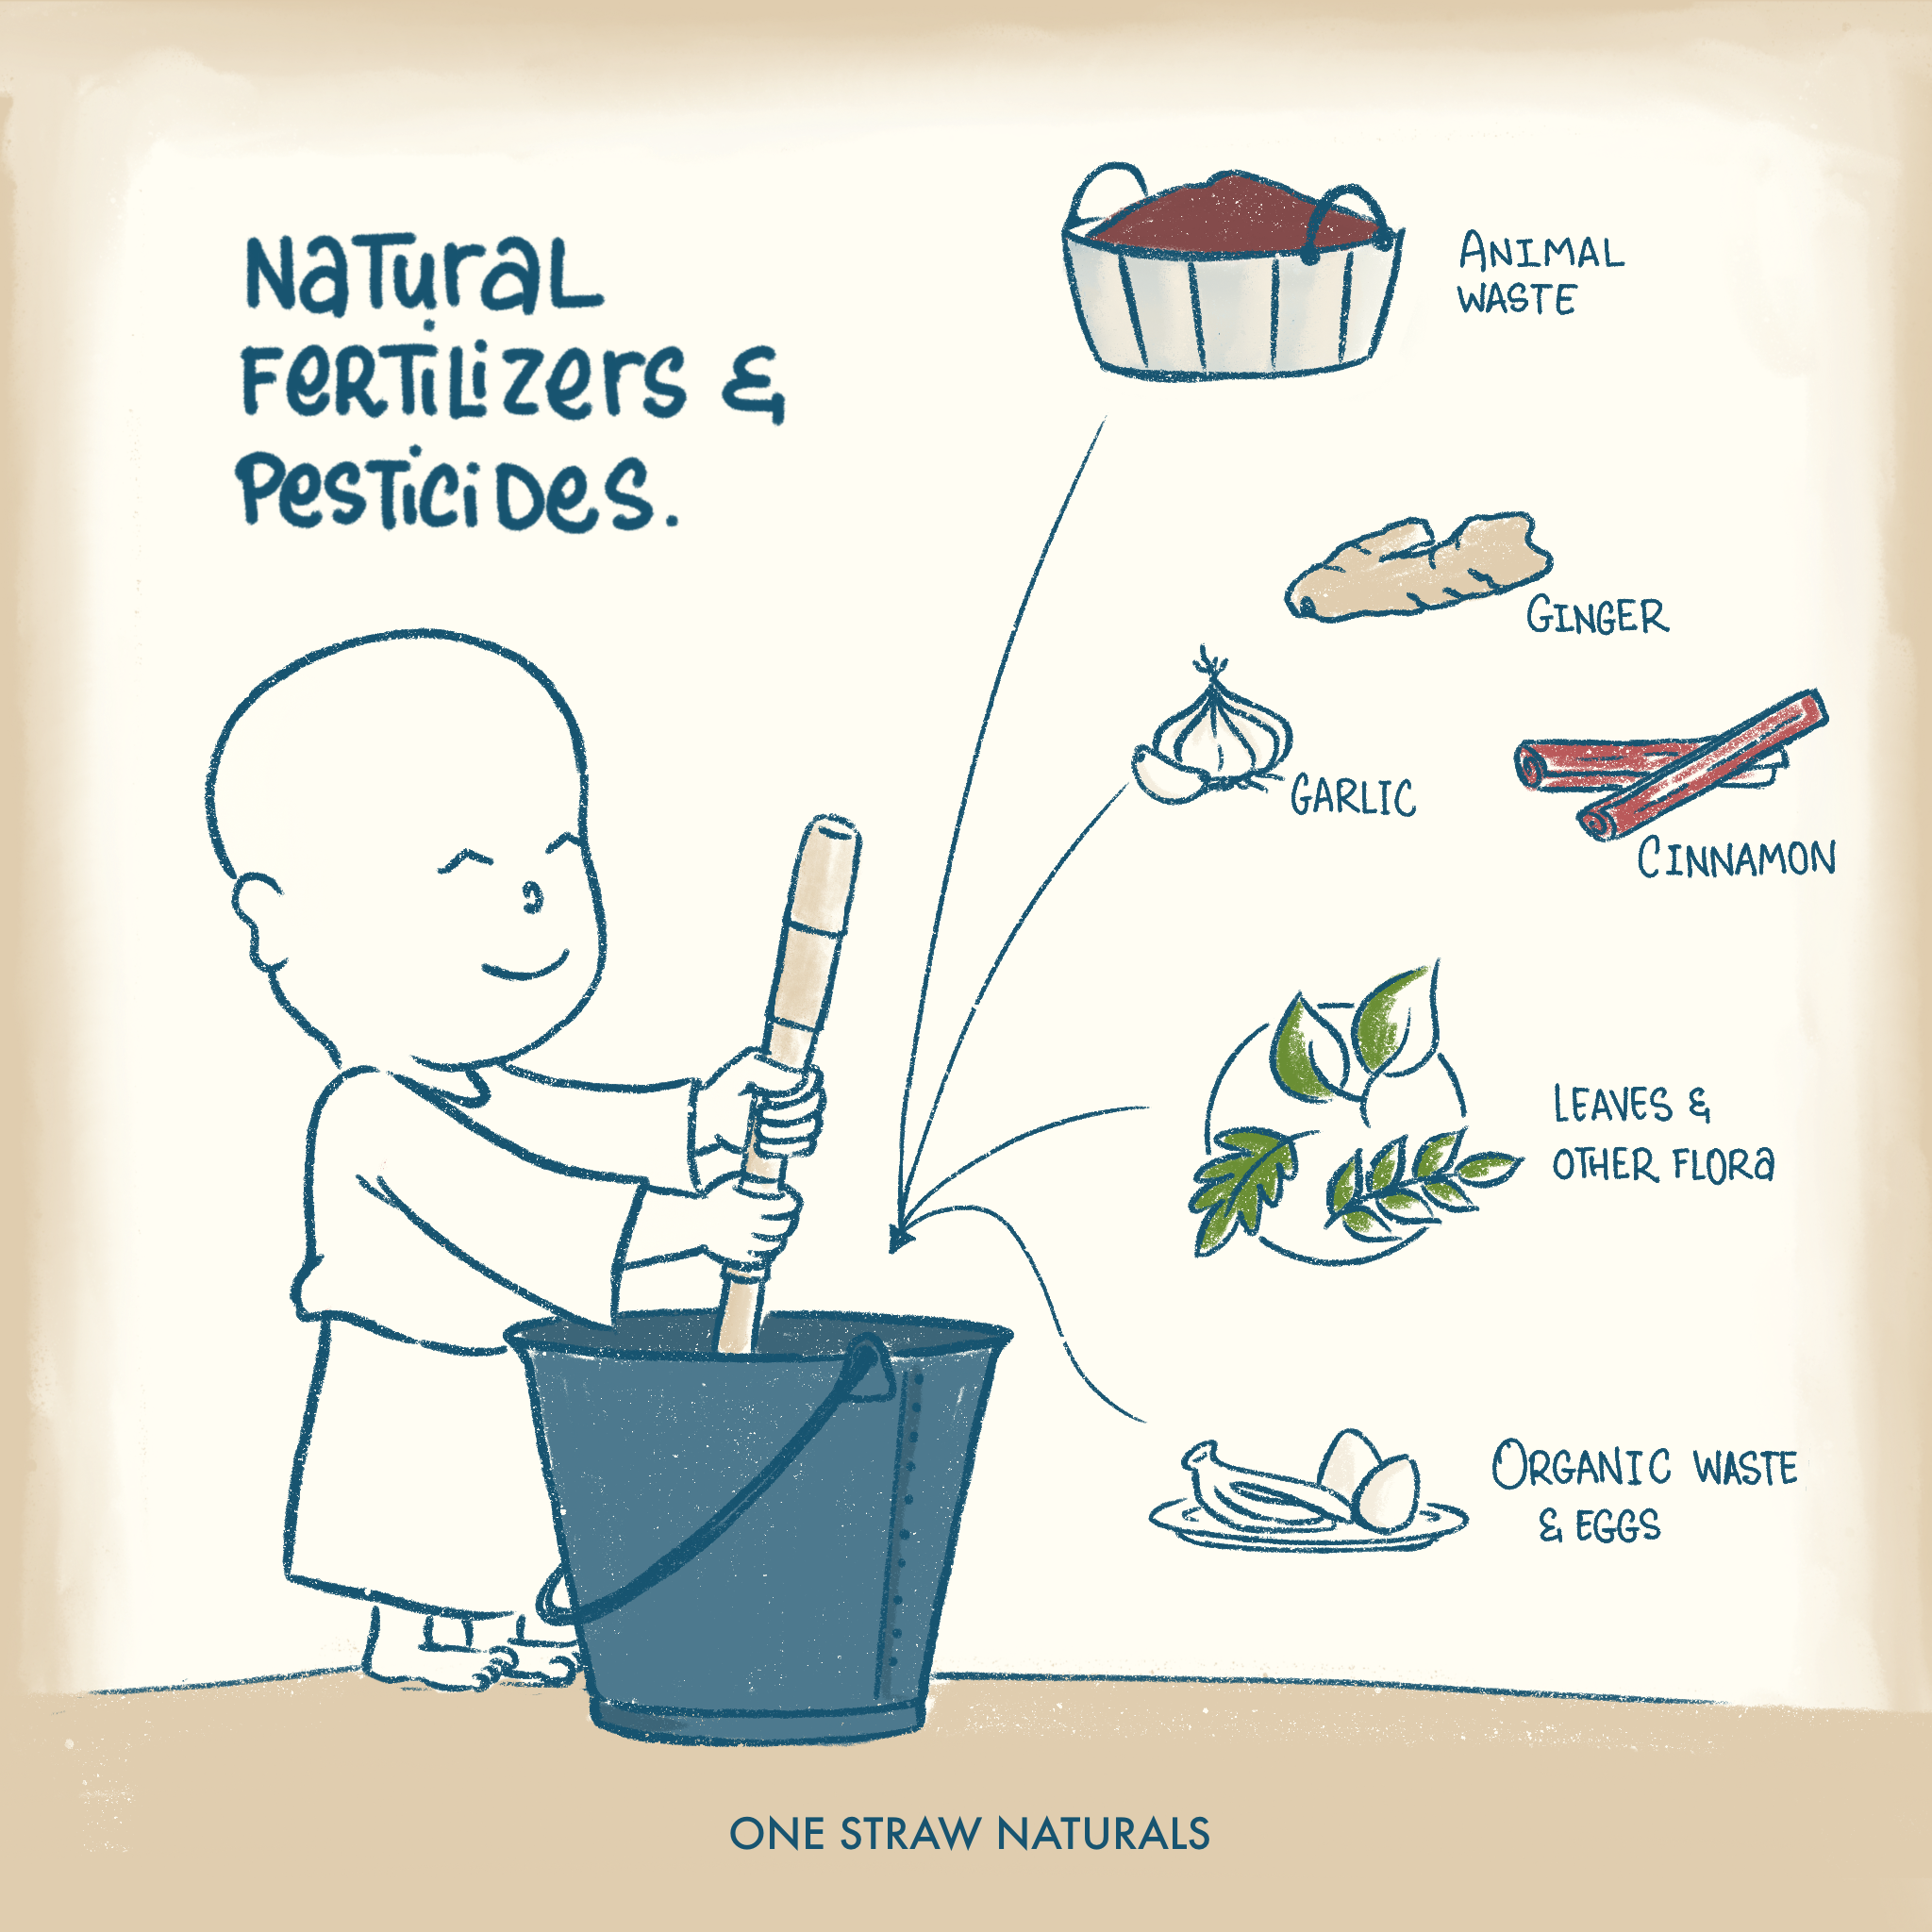 Natural
Fertilizers &
Pesticides.
Animal
Waste
Ginger
Garlic
Cinnamon
Leaves &
Other Flora
Organic Waste
& Eggs
ONE STRAW NATURALS